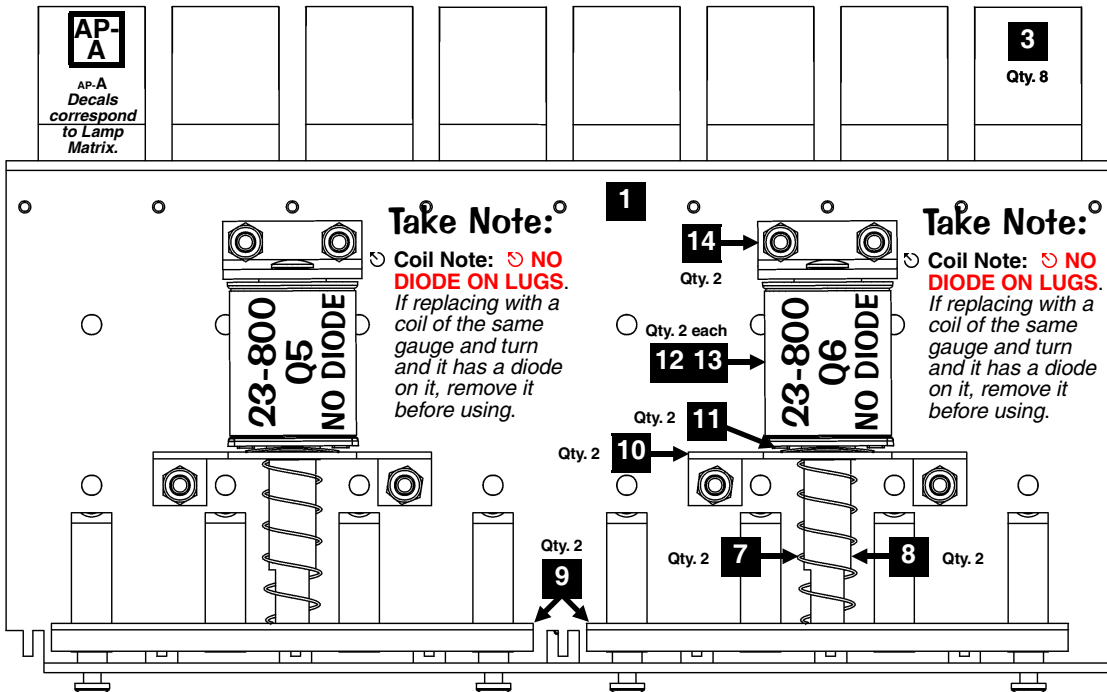 AP-
A
AP-A
Decals
correspond
to Lamp
Matrix.
3
Qty. 8
1
Take Note:
Coil Note: NO
DIODE ON LUGS.
If replacing with a
coil of the same
gauge and turn
and it has a diode
on it, remove it
before using.
23-800
Q5
NO DIODE
14
Qty. 2
Qty. 2 each
12 13
Qty. 2 11
Qty. 2 10
23-800
Q6
NO DIODE
Take Note:
Coil Note: NO
DIODE ON LUGS.
If replacing with a
coil of the same
gauge and turn
and it has a diode
on it, remove it
before using.
Qty. 2
9
Qty. 2 7
8 Qty. 2